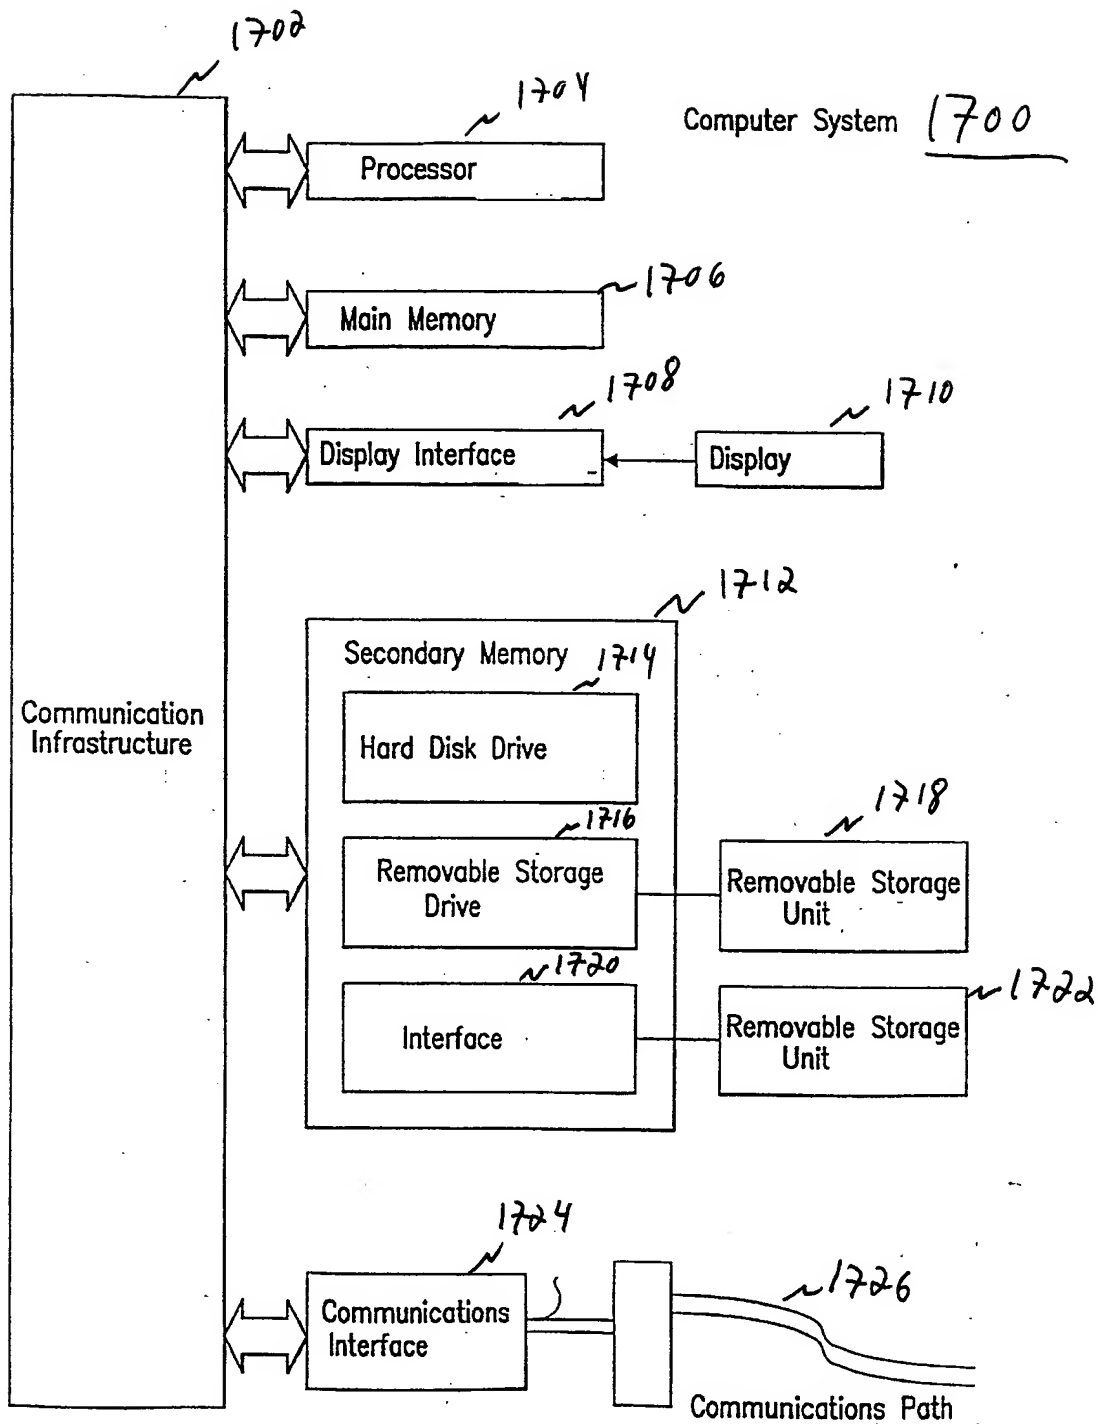 1702
1704
Computer System 1700
Processor
1706
Main Memory
1708
1710
Display Interface
Display
1712
Secondary Memory
1714
Communication
Infrastructure
Hard Disk Drive
1716
1718
Removable Storage
Drive
Removable Storage
Unit
1720
1722
Interface
Removable Storage
Unit
1724
1726
Communications
Interface
Communications Path